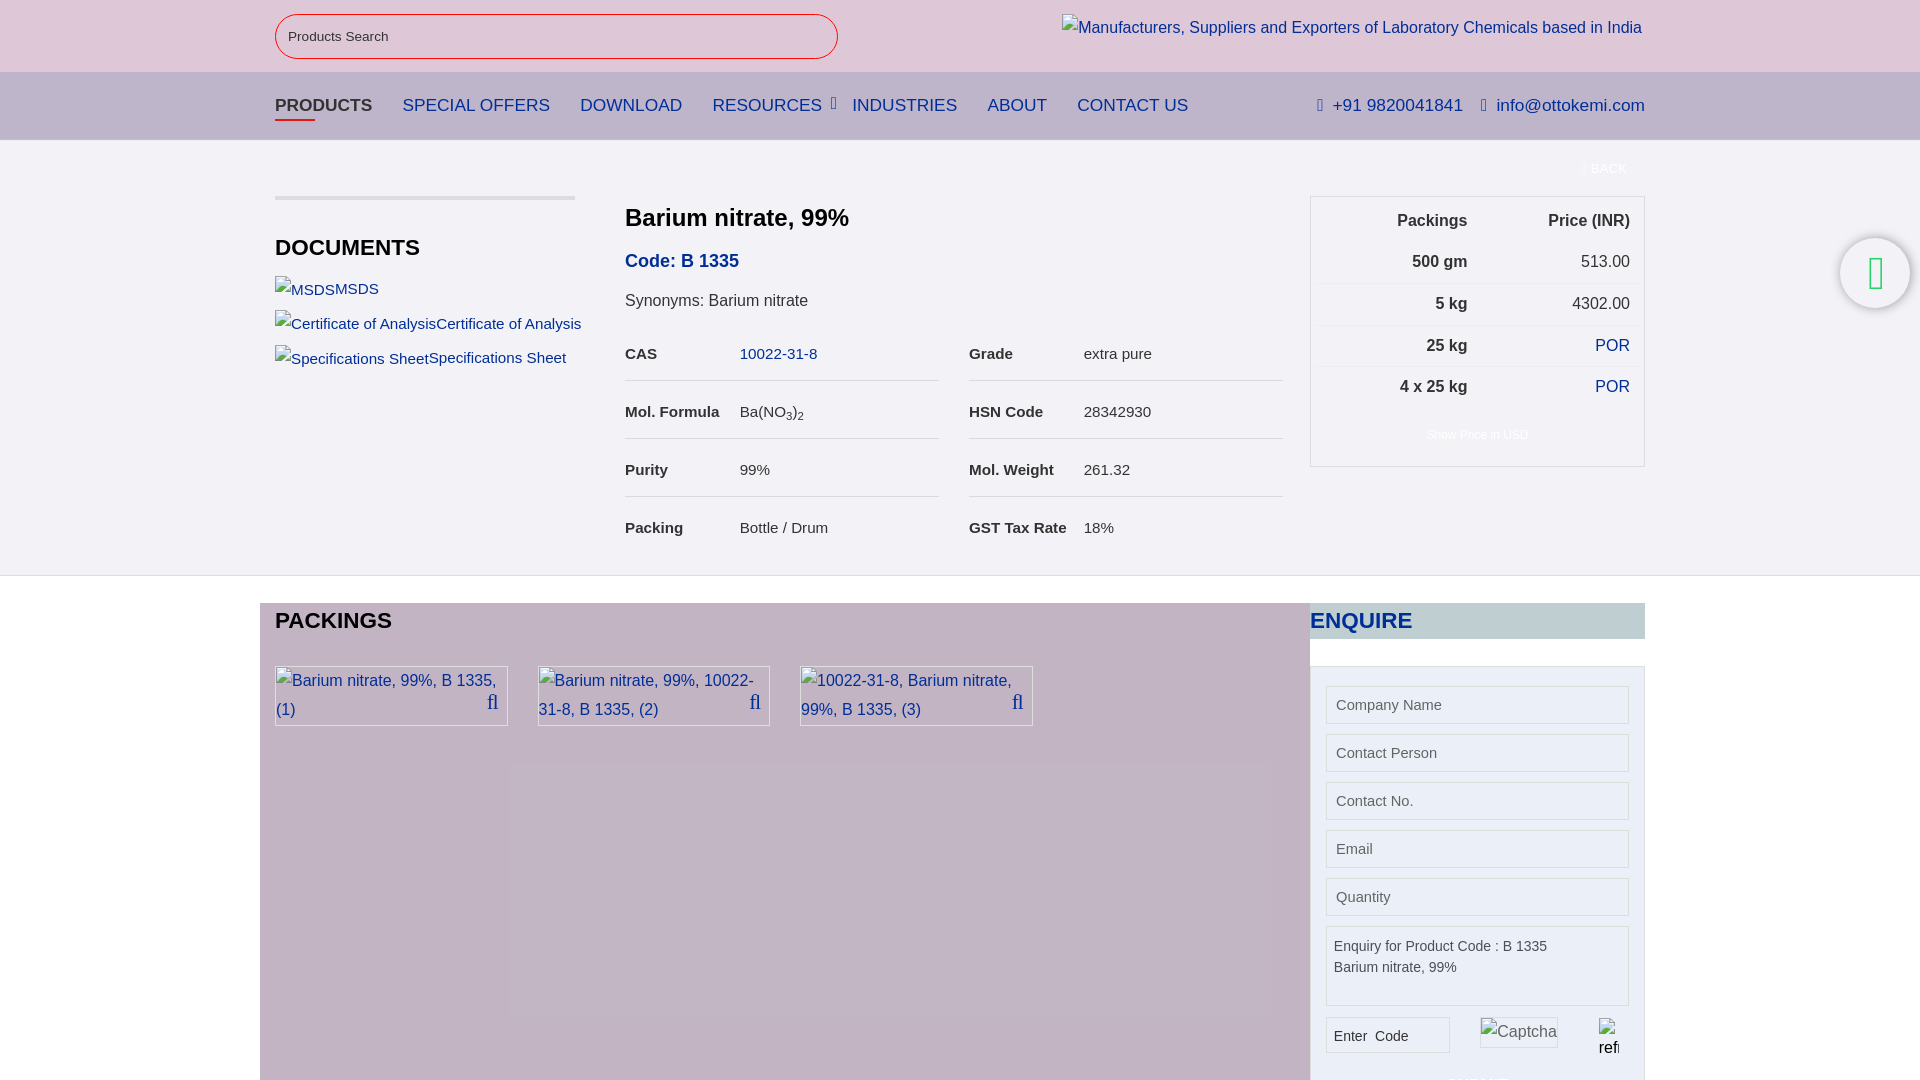 Products Search
Manufacturers, Suppliers and Exporters of Laboratory Chemicals based in India
PRODUCTS SPECIAL OFFERS DOWNLOAD RESOURCES INDUSTRIES ABOUT CONTACT US +91 9820041841 info@ottokemi.com
BACK
DOCUMENTS
MSDSMSDS
Certificate of AnalysisCertificate of Analysis
Specifications SheetSpecifications Sheet
Barium nitrate, 99%
Code: B 1335
Synonyms: Barium nitrate
CAS 10022-31-8 Grade extra pure
Mol. Formula Ba(NO3)2 HSN Code 28342930
Purity 99% Mol. Weight 261.32
Packing Bottle / Drum GST Tax Rate 18%
Packings Price (INR)
500 gm 513.00
5 kg 4302.00
25 kg POR
4 x 25 kg POR
Show Price in USD
PACKINGS
Barium nitrate, 99%, B 1335,
(1)
Barium nitrate, 99%, 10022-
31-8, B 1335, (2)
10022-31-8, Barium nitrate,
99%, B 1335, (3)
ENQUIRE
Company Name
Contact Person
Contact No.
Email
Quantity
Enquiry for Product Code : B 1335
Barium nitrate, 99%
Enter Code Captcha